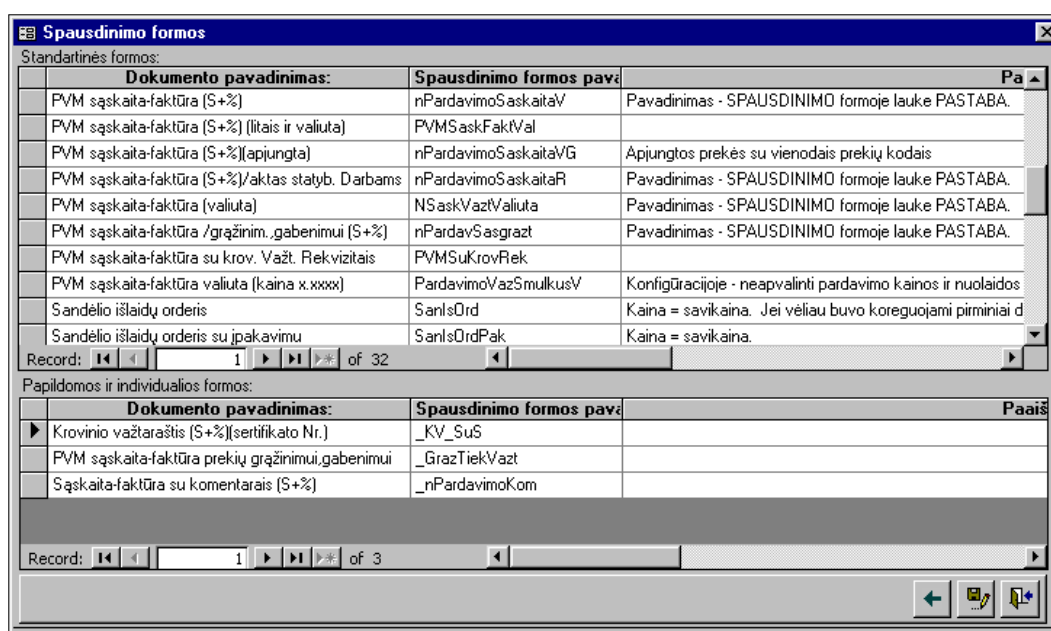 Spausdinimo formos
Standartinės formos:
Dokumento pavadinimas: Spausdinimo formos pava Pa
PVM sąskaita-faktūra (S+%) nPardavimoSaskaitaV Pavadinimas - SPAUSDINIMO formoje lauke PASTABA.
PVM sąskaita-faktūra (S+%) (litais ir valiuta) PVMSaskFaktVal
PVM sąskaita-faktūra (S+%)(apjungta) nPardavimoSaskaitaVG Apjungtos prekės su vienodais prekių kodais
PVM sąskaita-faktūra (S+%)/aktas statyb. Darbams nPardavimoSaskaitaR Pavadinimas - SPAUSDINIMO formoje lauke PASTABA.
PVM sąskaita-faktūra (valiuta) NSaskVaztValiuta Pavadinimas - SPAUSDINIMO formoje lauke PASTABA.
PVM sąskaita-faktūra /grąžinim.,gabenimui (S+%) nPardavSasgrazt Pavadinimas - SPAUSDINIMO formoje lauke PASTABA.
PVM sąskaita-faktūra su krov. Važt. Rekvizitais PVMSuKrovRek
PVM sąskaita-faktūra valiuta (kaina x.xxxx) PardavimoVazSmulkusV Konfigūracijoje - neapvalinti pardavimo kainos ir nuolaidos
Sandėlio išlaidų orderis SanIsOrd Kaina = savikaina. Jei vėliau buvo koreguojami pirminiai d
Sandėlio išlaidų orderis su įpakavimu SanIsOrdPak Kaina = savikaina.
Record: 1 of 32
Papildomos ir individualios formos:
Dokumento pavadinimas: Spausdinimo formos pava Paaiš
Krovinio važtaraštis (S+%)(sertifikato Nr.) _KV_SuS
PVM sąskaita-faktūra prekių grąžinimui,gabenimui _GrazTiekVazt
Sąskaita-faktūra su komentarais (S+%) _nPardavimoKom
Record: 1 of 3